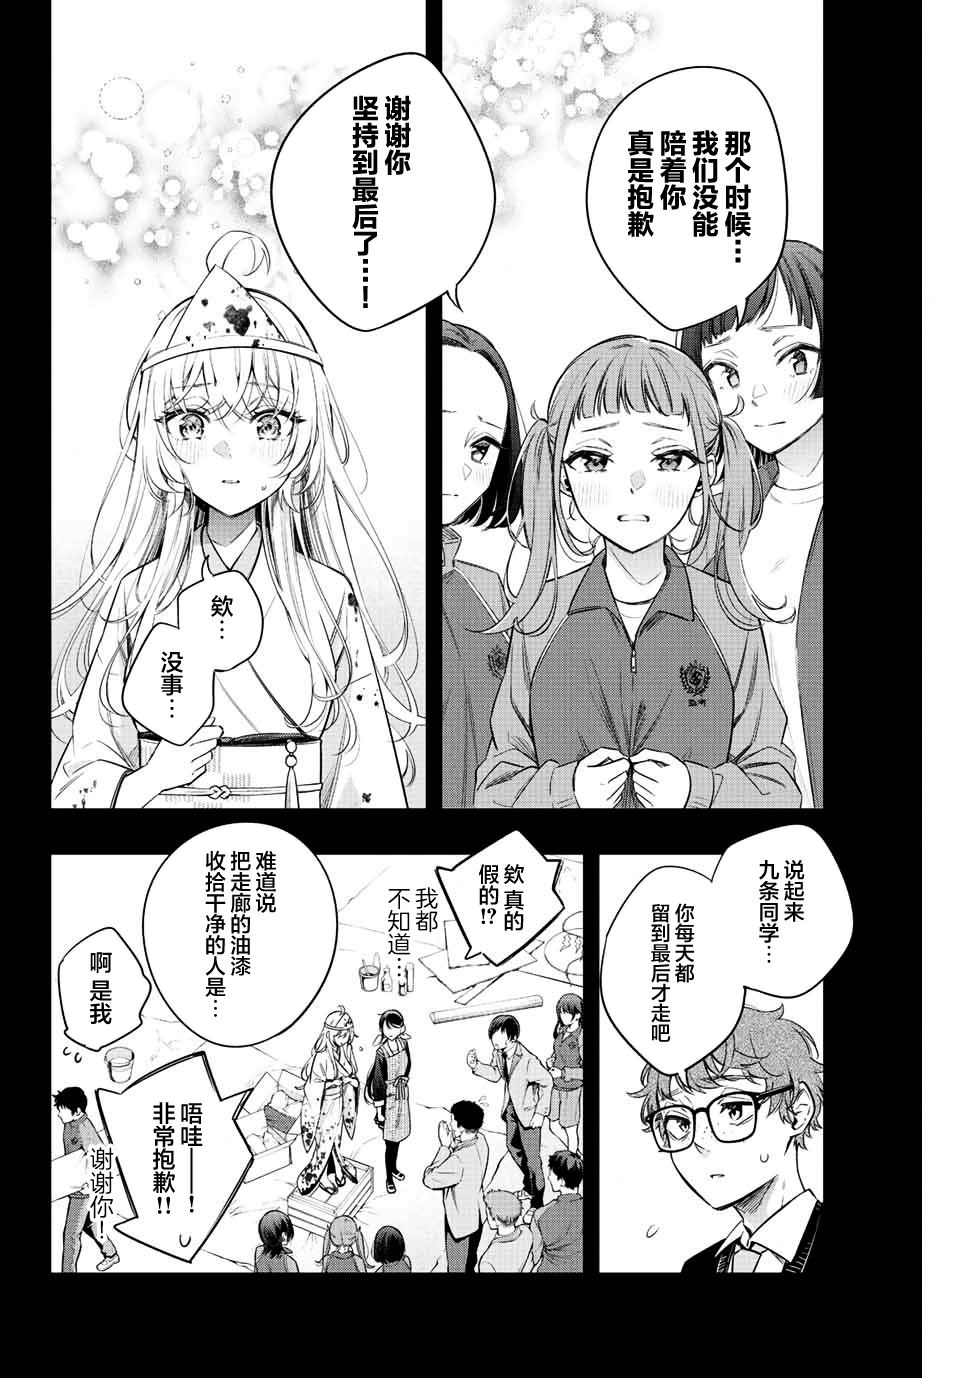 那个时候…
我们没能
陪着你
真是抱歉
谢谢你
坚持到最后了…！
欸…
没事…
说起来
九条同学…
你每天都
留到最后才走吧
欸 真的
假的!?
我都
不知道…
难道说
把走廊的油漆
收拾干净的人是…
啊 是我
唔哇——！
非常抱歉!!
谢谢你！